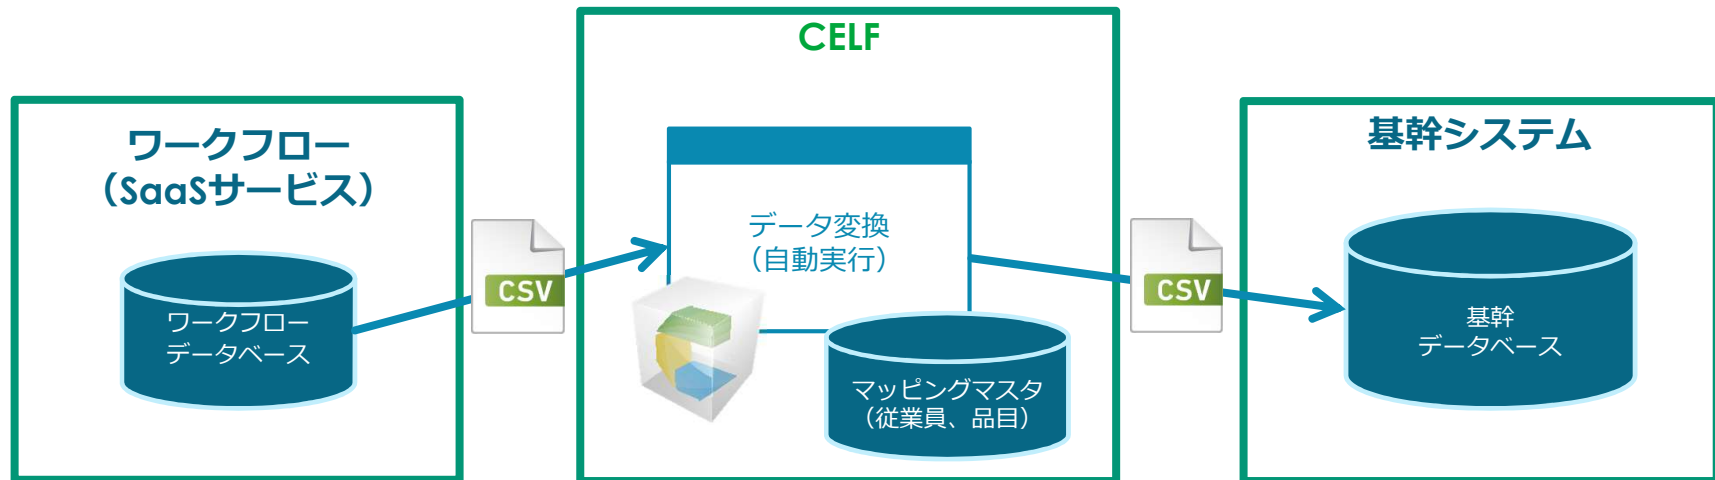 CELF
ワークフロー
（SaaSサービス）
ワークフロー
データベース
CSV
データ変換
（自動実行）
マッピングマスタ
（従業員、品目）
CSV
基幹システム
基幹
データベース